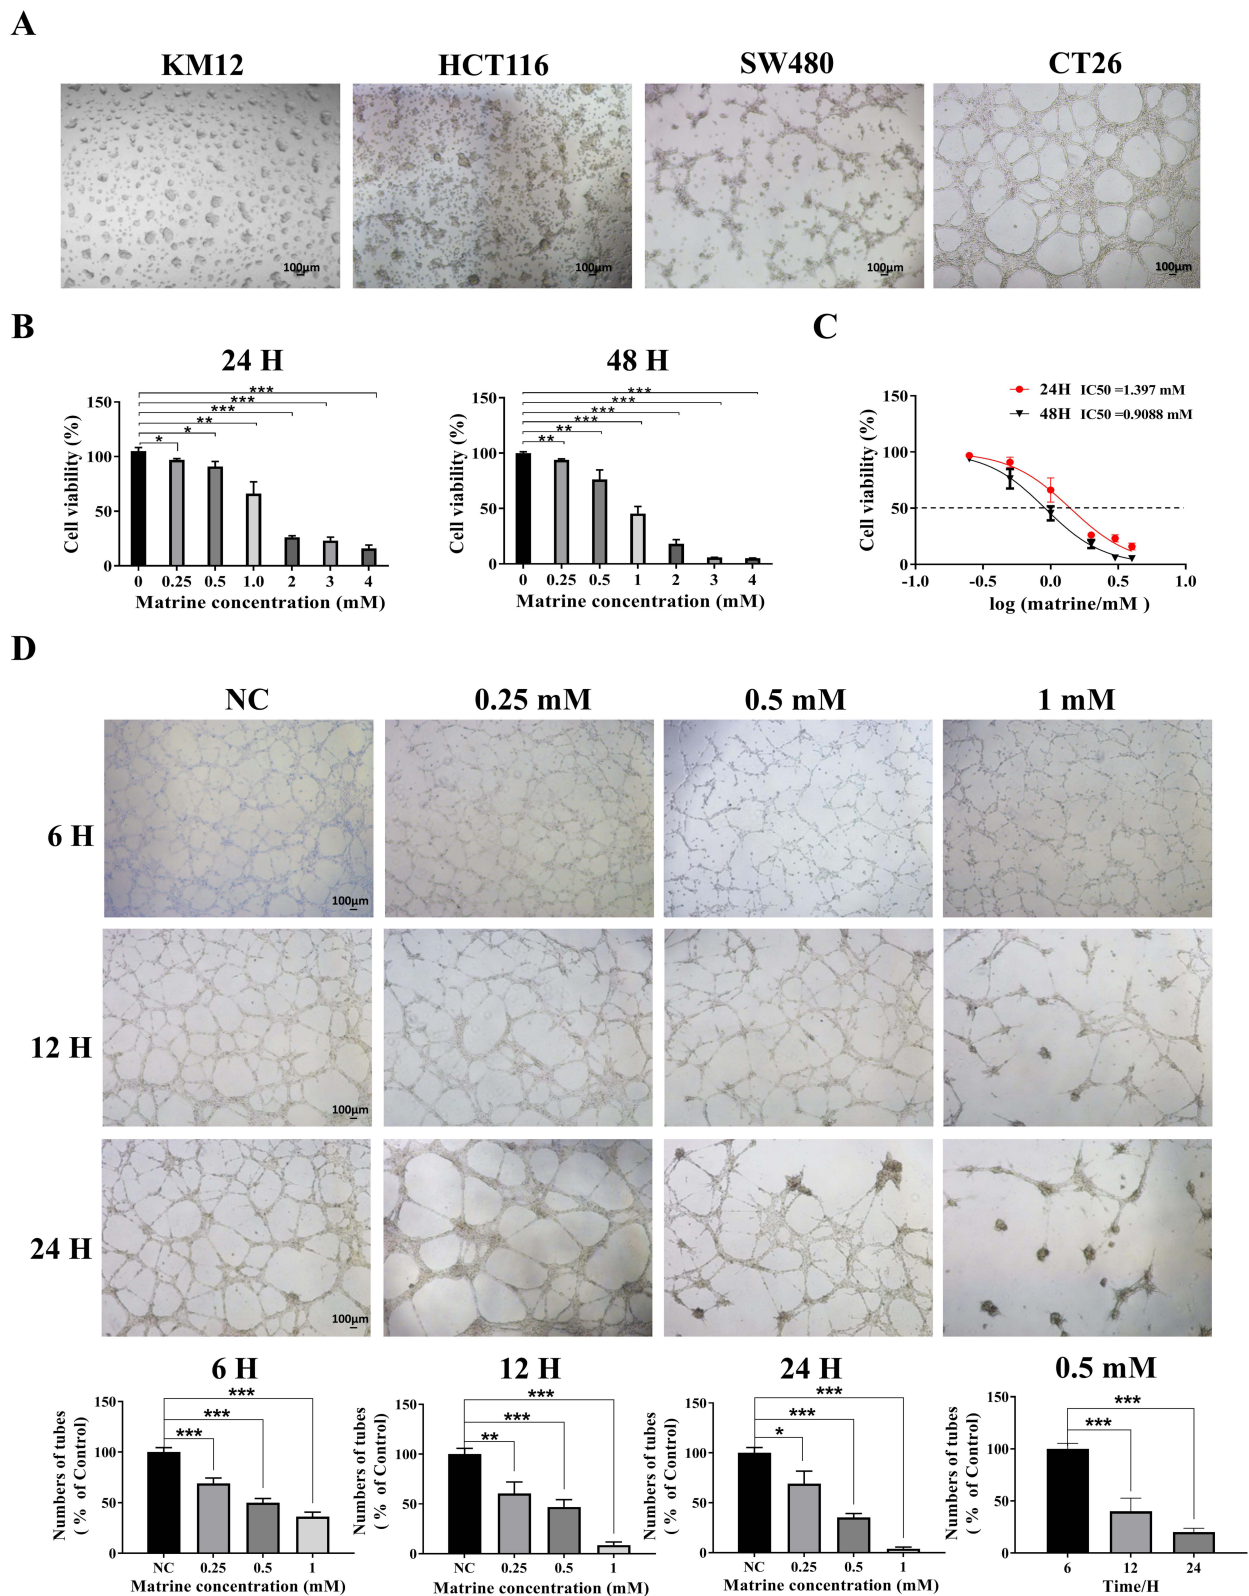 A
KM12 HCT116 SW480 CT26
100μm 100μm 100μm 100μm
B
24 H
Cell viability (%)
150
100
50
0
*** *** *** ** * *
0 0.25 0.5 1.0 2 3 4
Matrine concentration (mM)
48 H
Cell viability (%)
150
100
50
0
*** *** *** *** ** **
0 0.25 0.5 1 2 3 4
Matrine concentration (mM)
C
24H IC50 =1.397 mM
48H IC50 =0.9088 mM
Cell viability (%)
150
100
50
0
-1.0 -0.5 0.0 0.5 1.0
log (matrine/mM )
D
NC 0.25 mM 0.5 mM 1 mM
6 H
100μm
12 H
100μm
24 H
100μm
6 H
Numbers of tubes
( % of Control)
150
100
50
0
*** *** ***
NC 0.25 0.5 1
Matrine concentration (mM)
12 H
Numbers of tubes
( % of Control)
150
100
50
0
*** *** **
NC 0.25 0.5 1
Matrine concentration (mM)
24 H
Numbers of tubes
( % of Control)
150
100
50
0
*** *** *
NC 0.25 0.5 1
Matrine concentration (mM)
0.5 mM
Numbers of tubes
( % of Control)
150
100
50
0
*** ***
6 12 24
Time/H